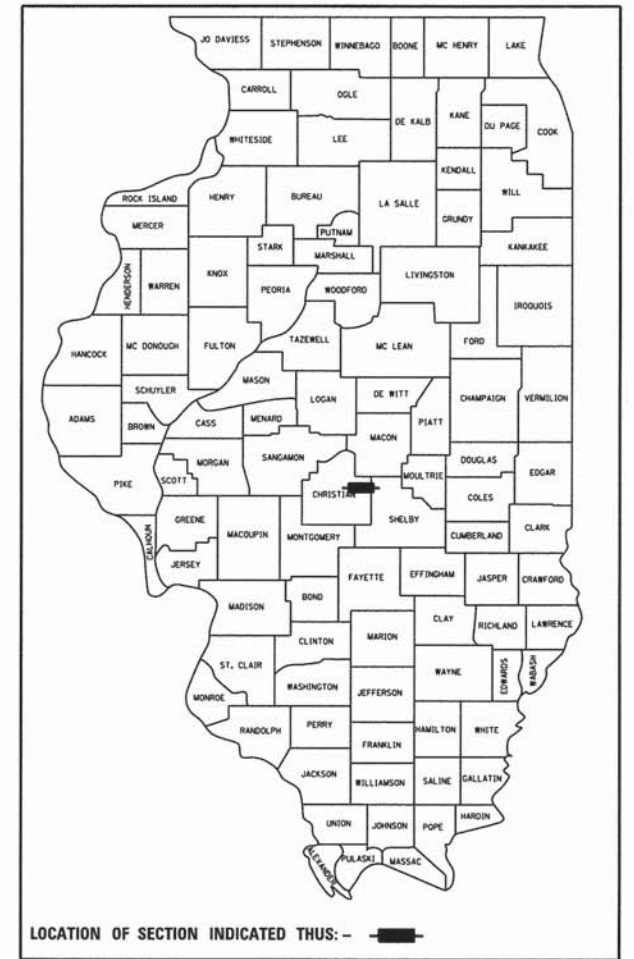 JO DAVIESS
STEPHENSON
WINNEBAGO
BOONE
MC HENRY
LAKE
CARROLL
OGLE
DE KALB
KANE
DU PAGE
COOK
WHITESIDE
LEE
KENDALL
WILL
ROCK ISLAND
HENRY
BUREAU
LA SALLE
GRUNDY
MERCER
PUTNAM
STARK
MARSHALL
KANKAKEE
HENDERSON
WARREN
KNOX
PEORIA
WOODFORD
LIVINGSTON
IROQUOIS
HANCOCK
MC DONOUGH
FULTON
TAZEWELL
MC LEAN
FORD
SCHUYLER
MASON
LOGAN
DE WITT
CHAMPAIGN
VERMILION
ADAMS
BROWN
CASS
MENARD
MACON
PIATT
MORGAN
SANGAMON
DOUGLAS
EDGAR
PIKE
SCOTT
CHRISTIAN
MOULTRIE
COLES
GREENE
MACOUPIN
MONTGOMERY
SHELBY
CUMBERLAND
CLARK
CALHOUN
JERSEY
FAYETTE
EFFINGHAM
JASPER
CRAWFORD
MADISON
BOND
CLAY
RICHLAND
LAWRENCE
CLINTON
MARION
ST. CLAIR
WAYNE
EDWARDS
WABASH
MONROE
WASHINGTON
JEFFERSON
RANDOLPH
PERRY
HAMILTON
WHITE
FRANKLIN
JACKSON
WILLIAMSON
SALINE
GALLATIN
UNION
JOHNSON
POPE
HARDIN
ALEXANDER
PULASKI
MASSAC
LOCATION OF SECTION INDICATED THUS: –